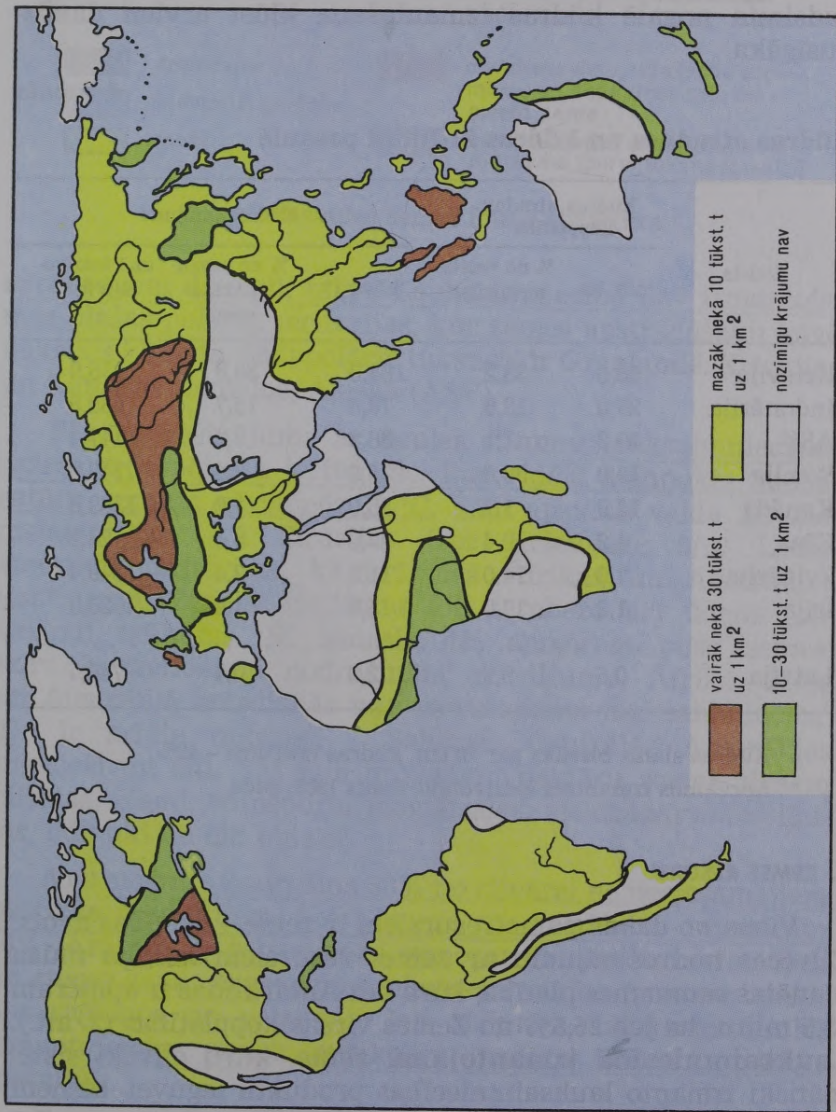 vairāk nekā 30 tūkst. t
uz 1 km²
10–30 tūkst. t uz 1 km²
mazāk nekā 10 tūkst. t
uz 1 km²
nozīmīgu krājumu nav